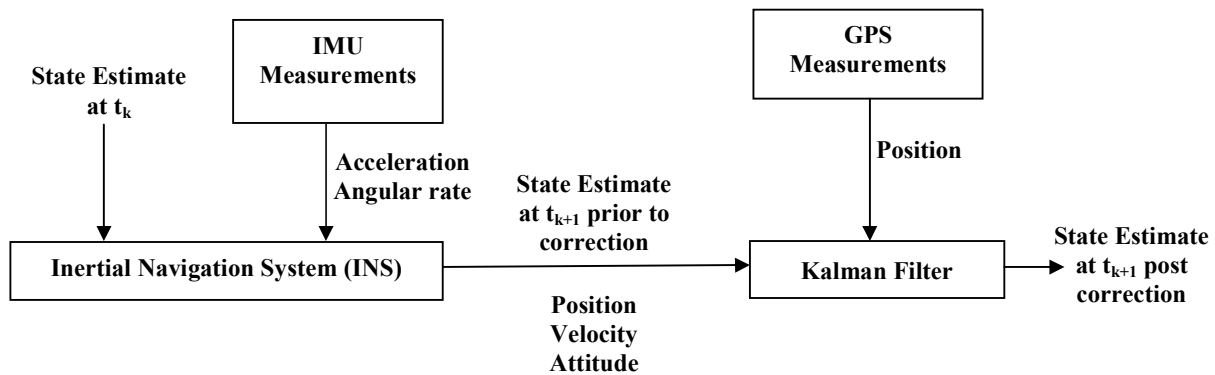 State Estimate
at tk
IMU
Measurements
Acceleration
Angular rate
Inertial Navigation System (INS)
State Estimate
at tk+1 prior to
correction
Position
Velocity
Attitude
GPS
Measurements
Position
Kalman Filter
State Estimate
at tk+1 post
correction